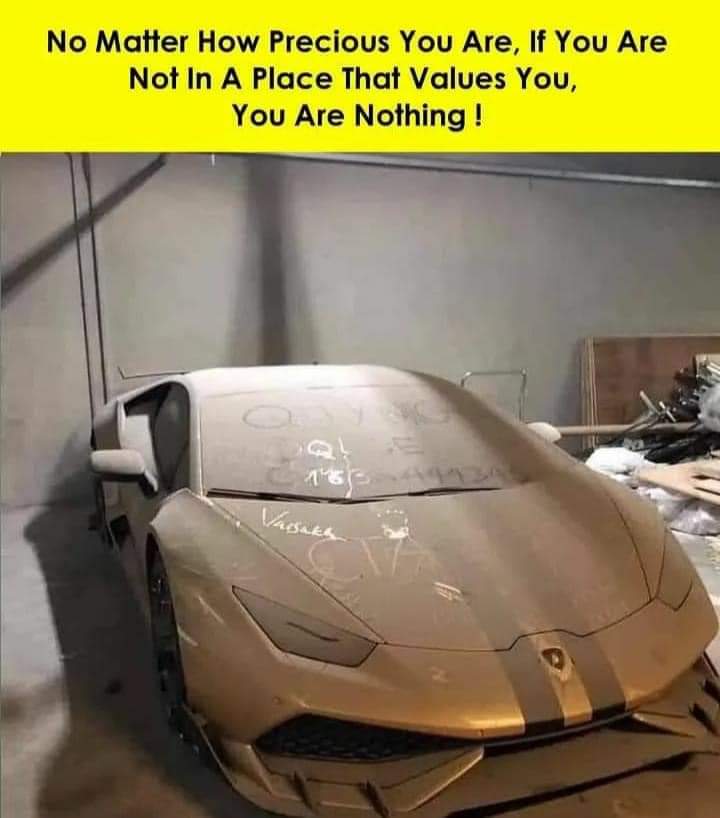 No Matter How Precious You Are, If You Are
Not In A Place That Values You,
You Are Nothing !